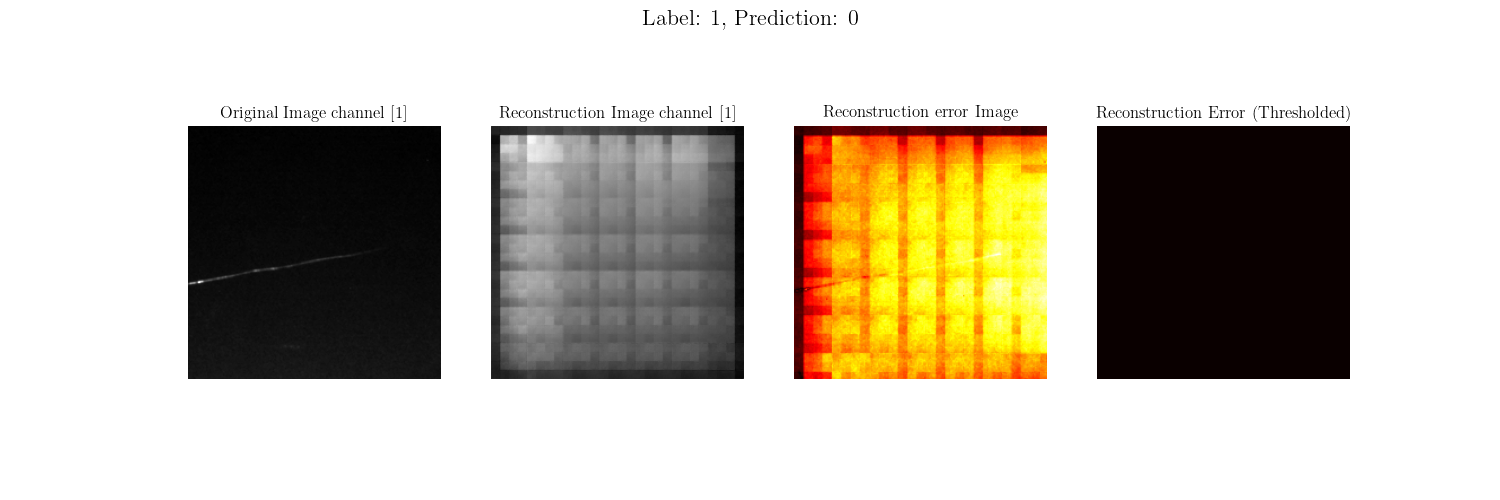 Label: 1, Prediction: 0
Original Image channel [1]
Reconstruction Image channel [1]
Reconstruction error Image
Reconstruction Error (Thresholded)